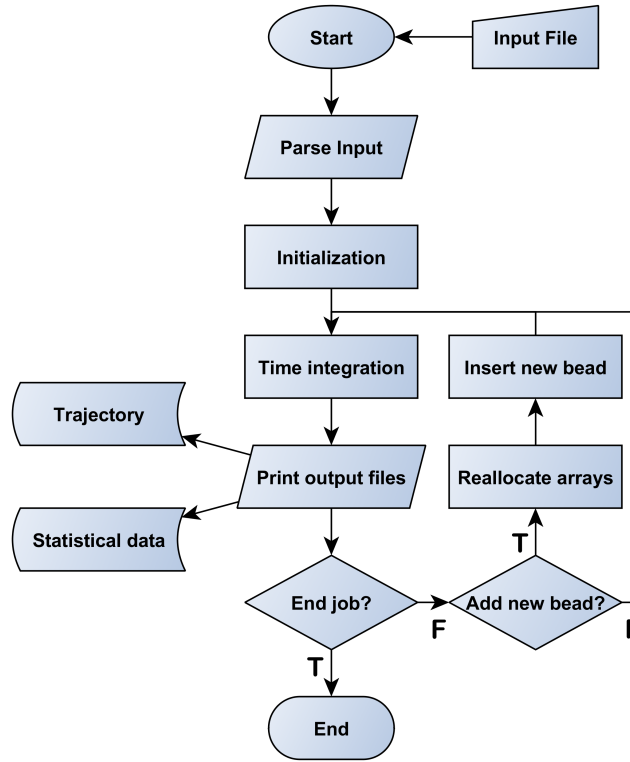 Start
Input File
Parse Input
Initialization
Time integration
Insert new bead
Trajectory
Print output files
Reallocate arrays
Statistical data
T
End job?
F
Add new bead?
T
End